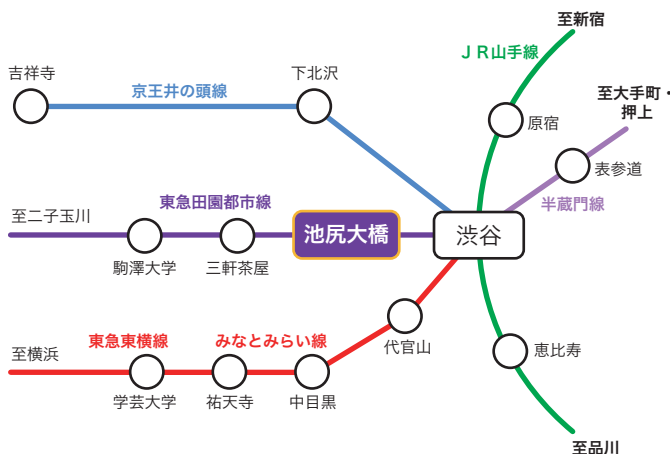 至新宿
JR山手線
吉祥寺
下北沢
京王井の頭線
至大手町・
押上
原宿
表参道
半蔵門線
東急田園都市線
至二子玉川
池尻大橋
渋谷
駒澤大学
三軒茶屋
東急東横線
みなとみらい線
代官山
恵比寿
至横浜
学芸大学
祐天寺
中目黒
至品川